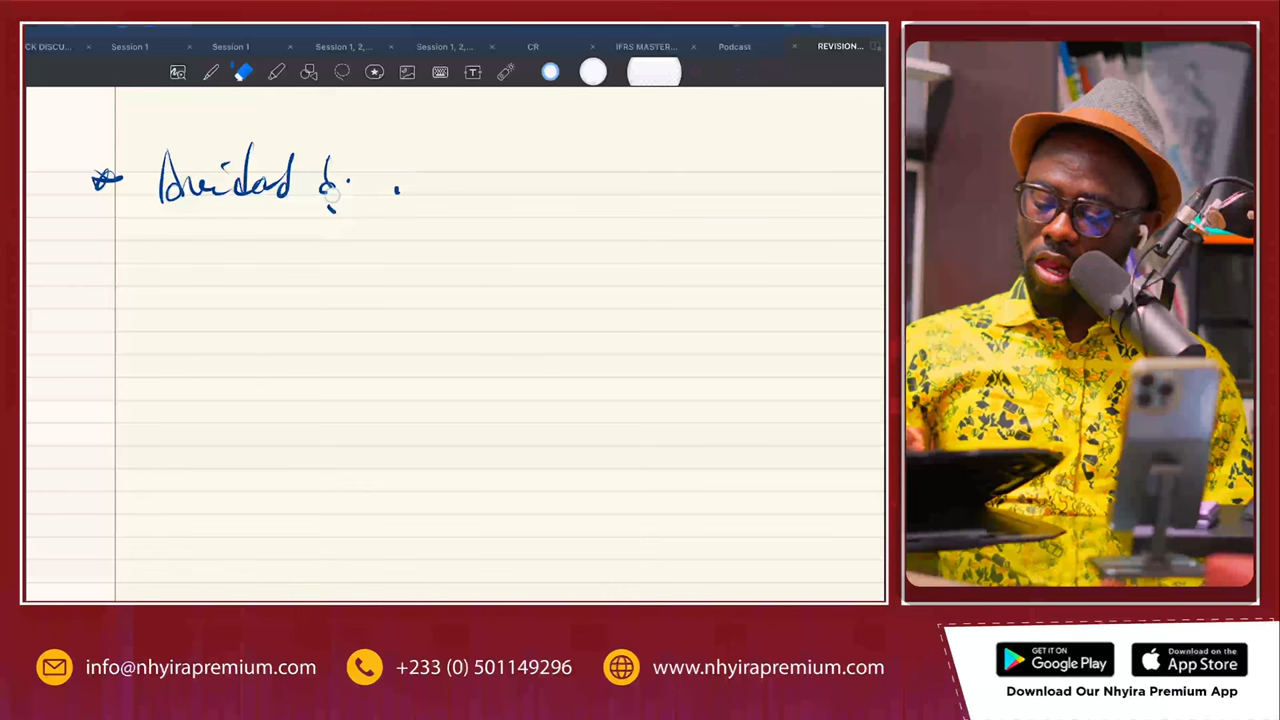 CK DISCU... Session 1 Session 1 Session 1, 2,... Session 1, 2,... CR IFRS MASTER... Podcast REVISION...
info@nhyirapremium.com +233 (0) 501149296 www.nhyirapremium.com
GET IT ON Google Play
Download on the App Store
Download Our Nhyira Premium App